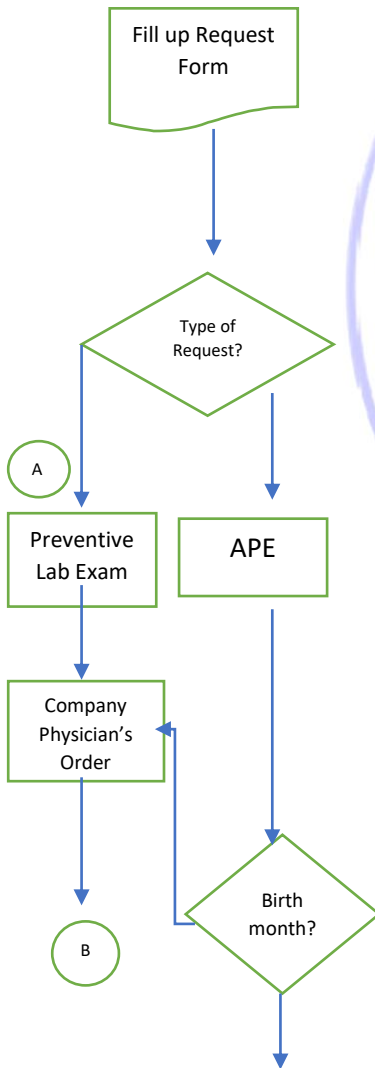 Fill up Request
Form
Type of
Request?
A
Preventive
Lab Exam
APE
Company
Physician’s
Order
Birth
month?
B